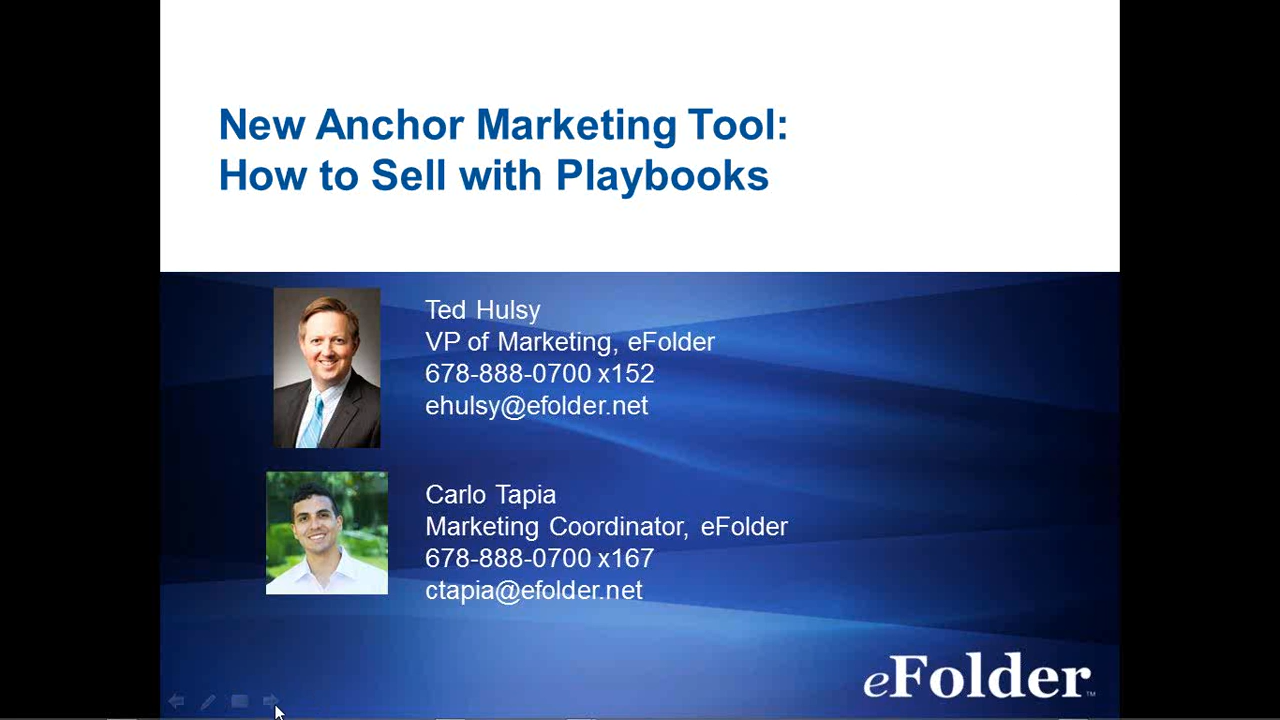 New Anchor Marketing Tool:
How to Sell with Playbooks
Ted Hulsy
VP of Marketing, eFolder
678-888-0700 x152
ehulsy@efolder.net
Carlo Tapia
Marketing Coordinator, eFolder
678-888-0700 x167
ctapia@efolder.net
eFolder™